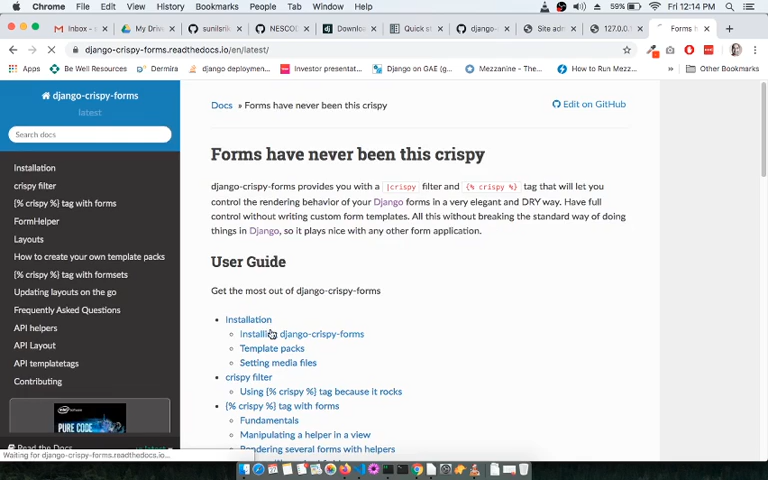 Chrome File Edit View History Bookmarks People Tab Window Help 59% Fri 12:14 PM
Inbox - My Drive sunilsrik NESCO Download Quick st django- Site adm 127.0.0. Forms h
django-crispy-forms.readthedocs.io/en/latest/
Apps Be Well Resources Dermira django deploymen... Investor presentat... Django on GAE (g... Mezzanine - The... How to Run Mezz... » Other Bookmarks
django-crispy-forms
latest
Search docs
Installation
crispy filter
{% crispy %} tag with forms
FormHelper
Layouts
How to create your own template packs
{% crispy %} tag with formsets
Updating layouts on the go
Frequently Asked Questions
API helpers
API Layout
API templatetags
Contributing
PURE CODE
Read the Docs
Waiting for django-crispy-forms.readthedocs.io...
Docs » Forms have never been this crispy
Edit on GitHub
Forms have never been this crispy
django-crispy-forms provides you with a |crispy filter and {% crispy %} tag that will let you
control the rendering behavior of your Django forms in a very elegant and DRY way. Have full
control without writing custom form templates. All this without breaking the standard way of doing
things in Django, so it plays nice with any other form application.
User Guide
Get the most out of django-crispy-forms
Installation
Installing django-crispy-forms
Template packs
Setting media files
crispy filter
Using {% crispy %} tag because it rocks
{% crispy %} tag with forms
Fundamentals
Manipulating a helper in a view
Rendering several forms with helpers